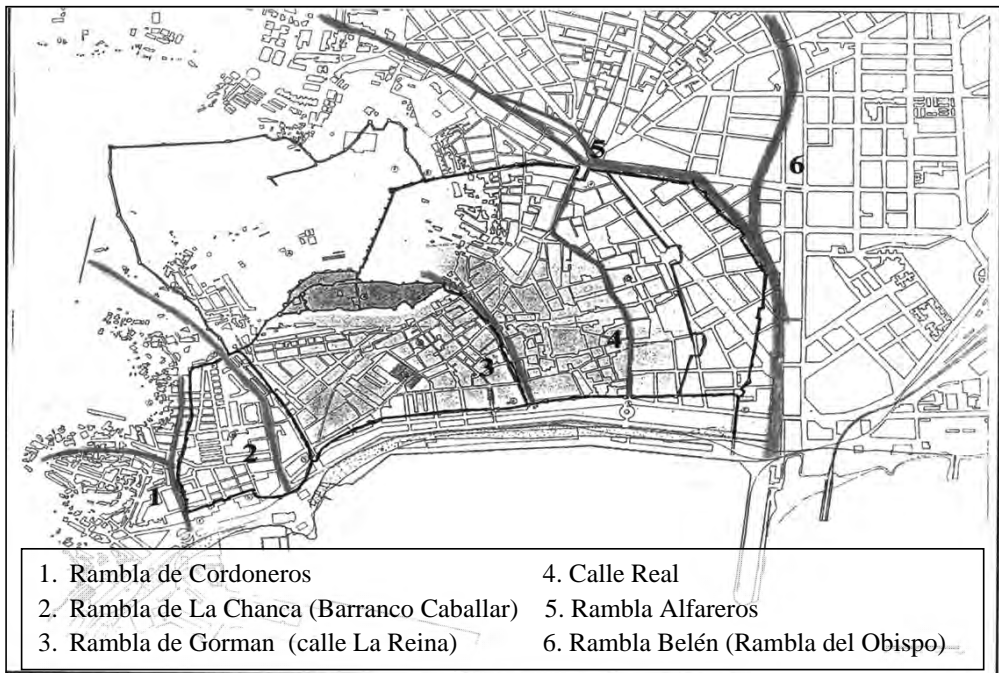 5
6
4
3
2
1
1. Rambla de Cordoneros
2. Rambla de La Chanca (Barranco Caballar)
3. Rambla de Gorman (calle La Reina)
4. Calle Real
5. Rambla Alfareros
6. Rambla Belén (Rambla del Obispo)